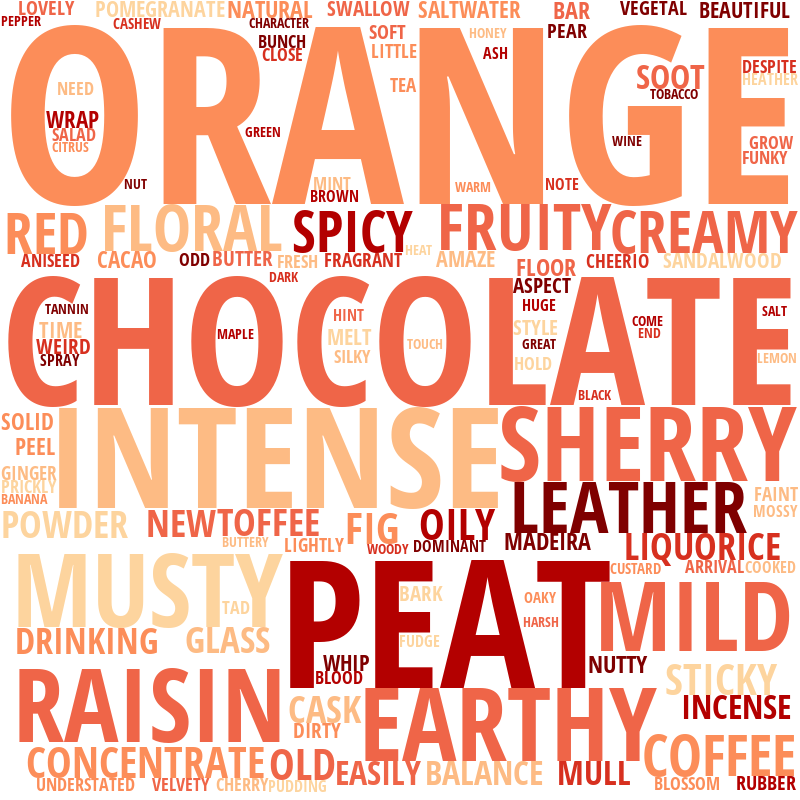 LOVELY POMEGRANATE NATURAL SWALLOW SALTWATER BAR VEGETAL BEAUTIFUL
PEPPER CASHEW CHARACTER
BUNCH SOFT HONEY PEAR
CLOSE LITTLE ASH
ORANGE
NEED TEA SOOT DESPITE
TOBACCO HEATHER
WRAP
SALAD GREEN WINE GROW
CITRUS FUNKY
NUT MINT WARM NOTE
BROWN
RED FLORAL SPICY FRUITY CREAMY
HEAT
ANISEED CACAO ODD BUTTER FRESH FRAGRANT AMAZE FLOOR CHEERIO SANDALWOOD
DARK ASPECT
CHOCOLATE
TANNIN HINT HUGE SALT
TIME MAPLE MELT STYLE COME
WEIRD TOUCH GREAT END
SPRAY SILKY HOLD LEMON
BLACK
SOLID INTENSE SHERRY
PEEL
GINGER
PRICKLY LEATHER FAINT
BANANA MOSSY
POWDER NEW TOFFEE FIG OILY
BUTTERY LIGHTLY WOODY DOMINANT MADEIRA LIQUORICE
CUSTARD ARRIVAL COOKED
MUSTY PEAT MILD
TAD BARK OAKY
HARSH
DRINKING GLASS FUDGE
WHIP NUTTY
BLOOD STICKY
RAISIN CASK EARTHY INCENSE
DIRTY
CONCENTRATE OLD EASILY BALANCE MULL COFFEE
UNDERSTATED VELVETY CHERRY PUDDING BLOSSOM RUBBER